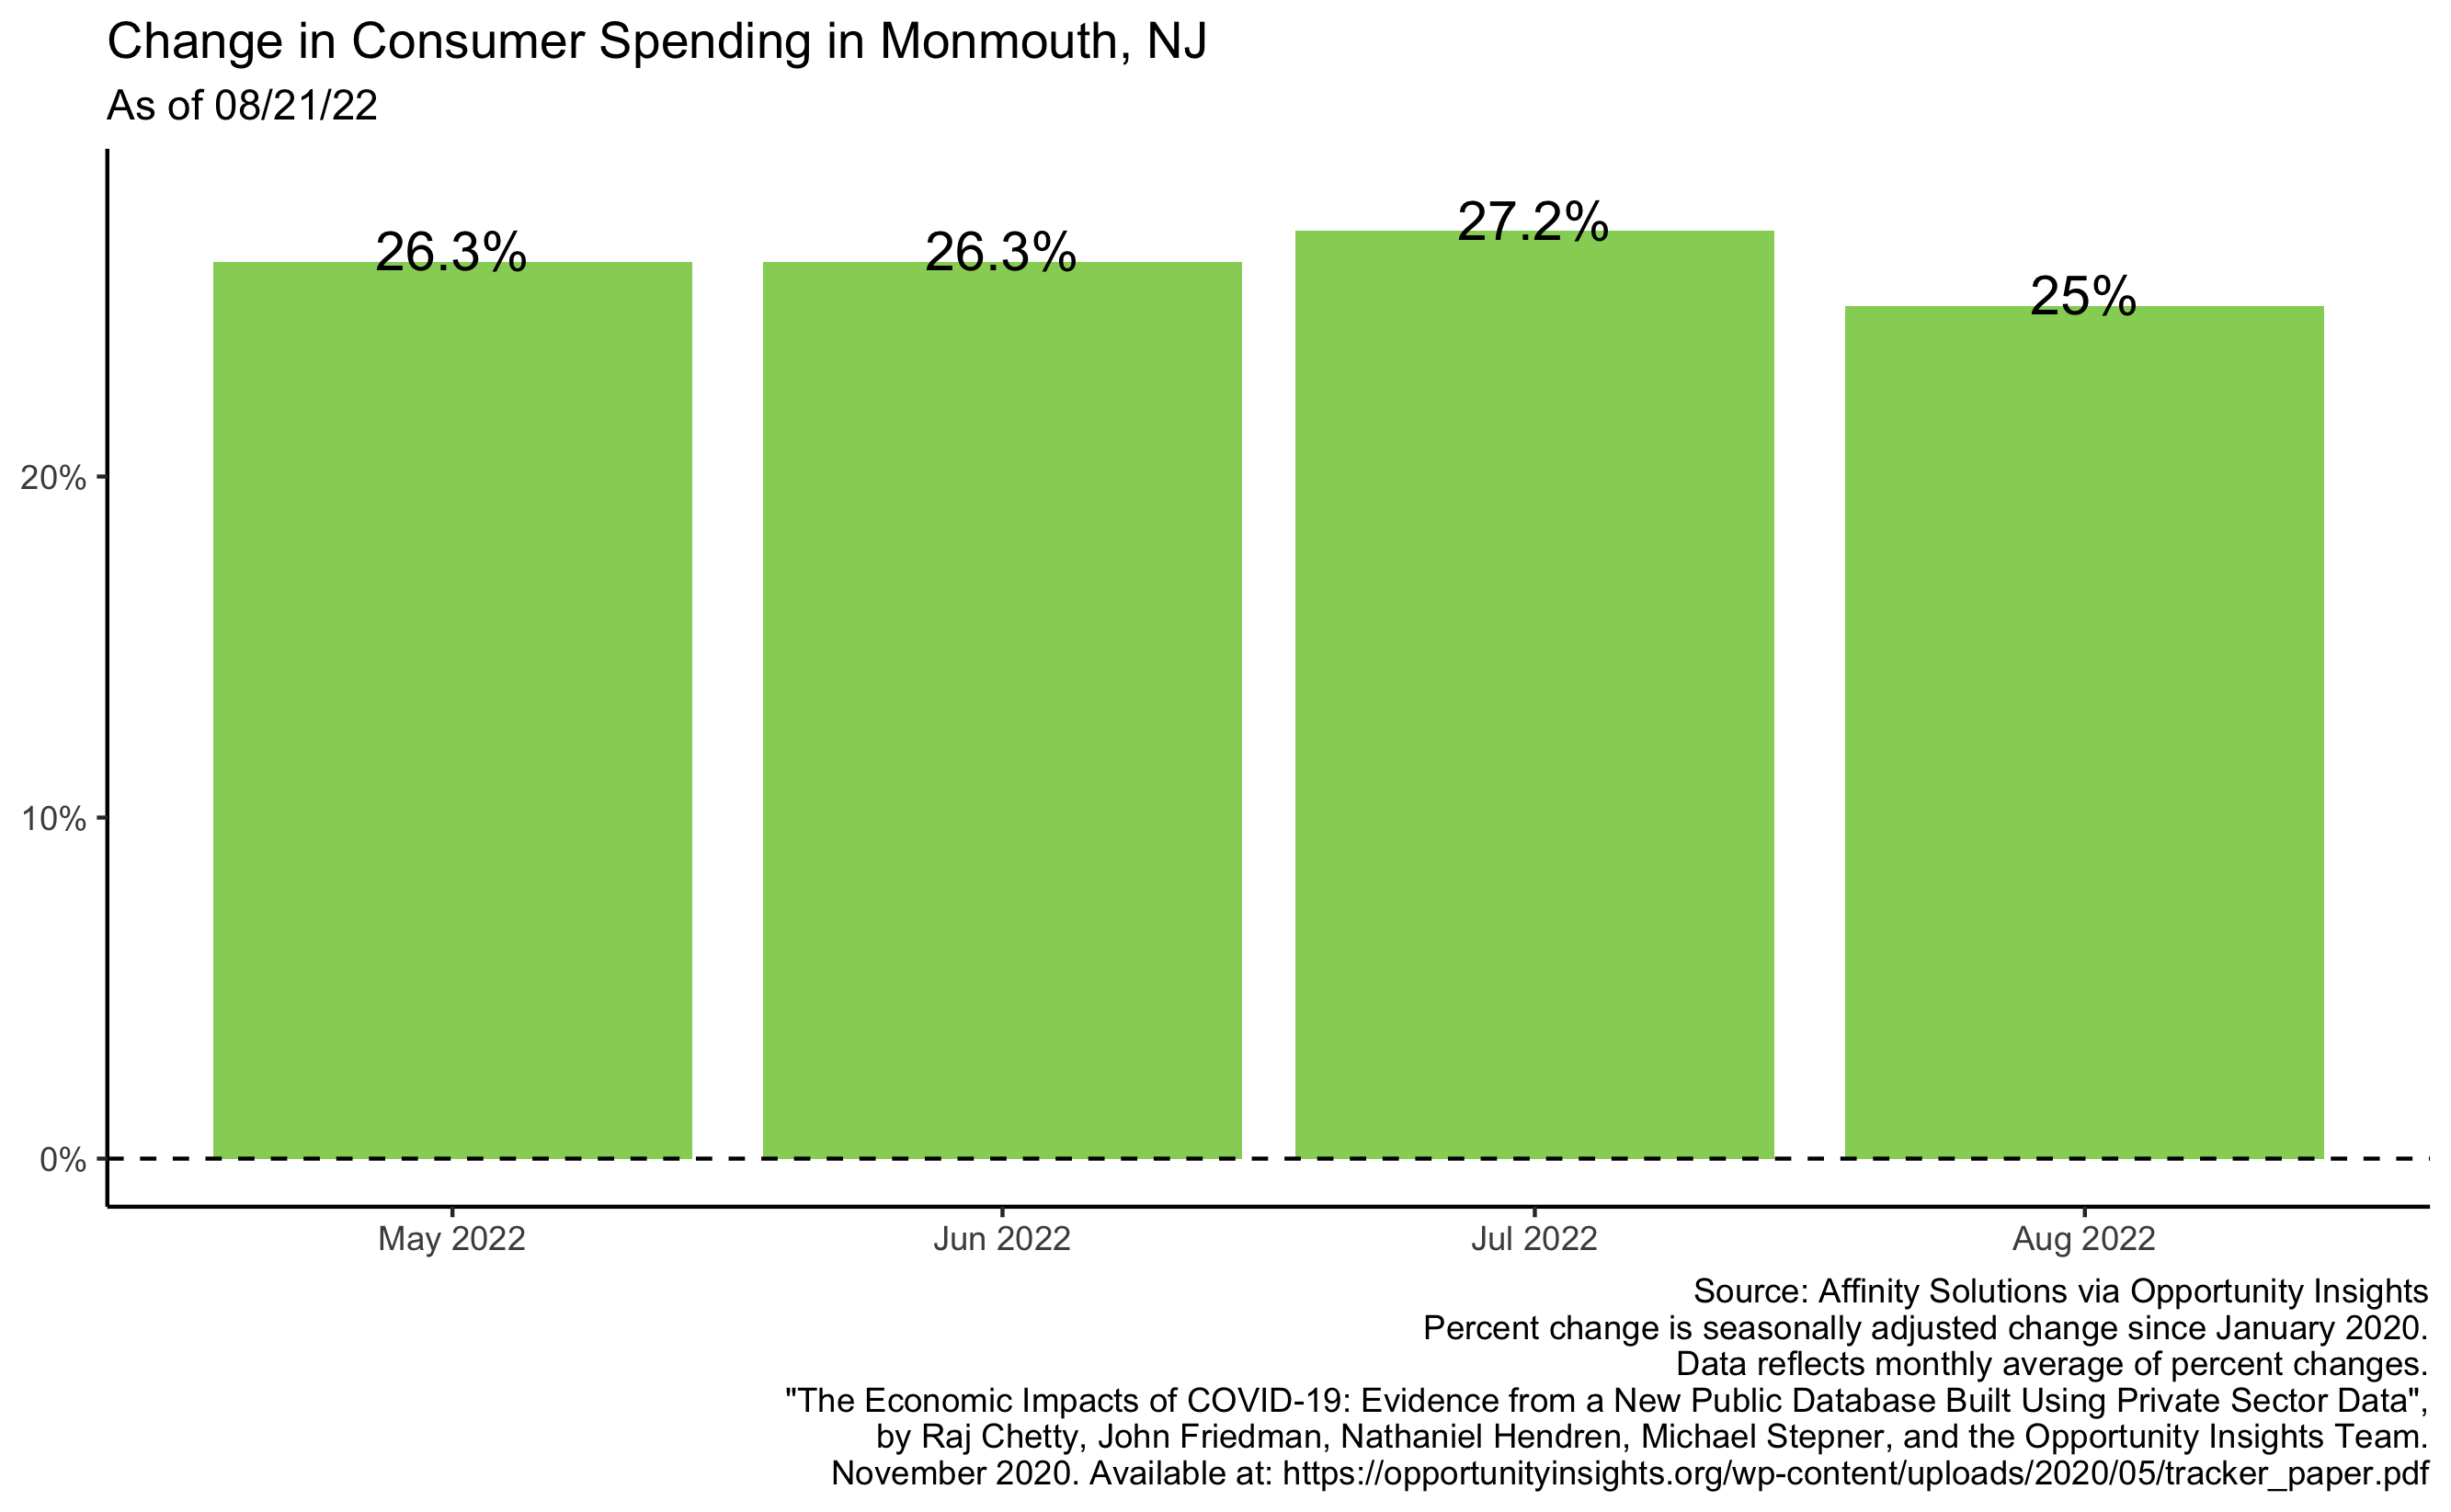 Change in Consumer Spending in Monmouth, NJ
As of 08/21/22
26.3%
26.3%
27.2%
25%
20%
10%
0%
May 2022
Jun 2022
Jul 2022
Aug 2022
Source: Affinity Solutions via Opportunity Insights
Percent change is seasonally adjusted change since January 2020.
Data reflects monthly average of percent changes.
"The Economic Impacts of COVID-19: Evidence from a New Public Database Built Using Private Sector Data",
by Raj Chetty, John Friedman, Nathaniel Hendren, Michael Stepner, and the Opportunity Insights Team.
November 2020. Available at: https://opportunityinsights.org/wp-content/uploads/2020/05/tracker_paper.pdf